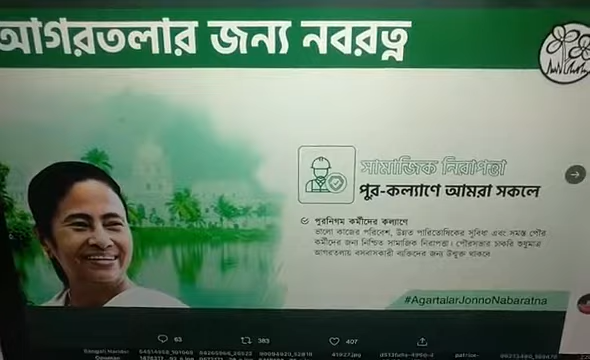 আগরতলার জন্য নবরত্ন
সামাজিক নিরাপত্তা
পুর-কল্যাণে আমরা সকলে
পুরনিগম কর্মীদের কল্যাণে
ভালো কাজের পরিবেশ, উন্নত পারিতোষিকের সুবিধা এবং সমস্ত পৌর
কর্মীদের জন্য নিশ্চিত সামাজিক নিরাপত্তা। পৌরসভার চাকরি শুধুমাত্র
আগরতলায় বসবাসকারী ব্যক্তিদের জন্য উন্মুক্ত থাকবে
#AgartalarJonnoNabaratna
63 383 407